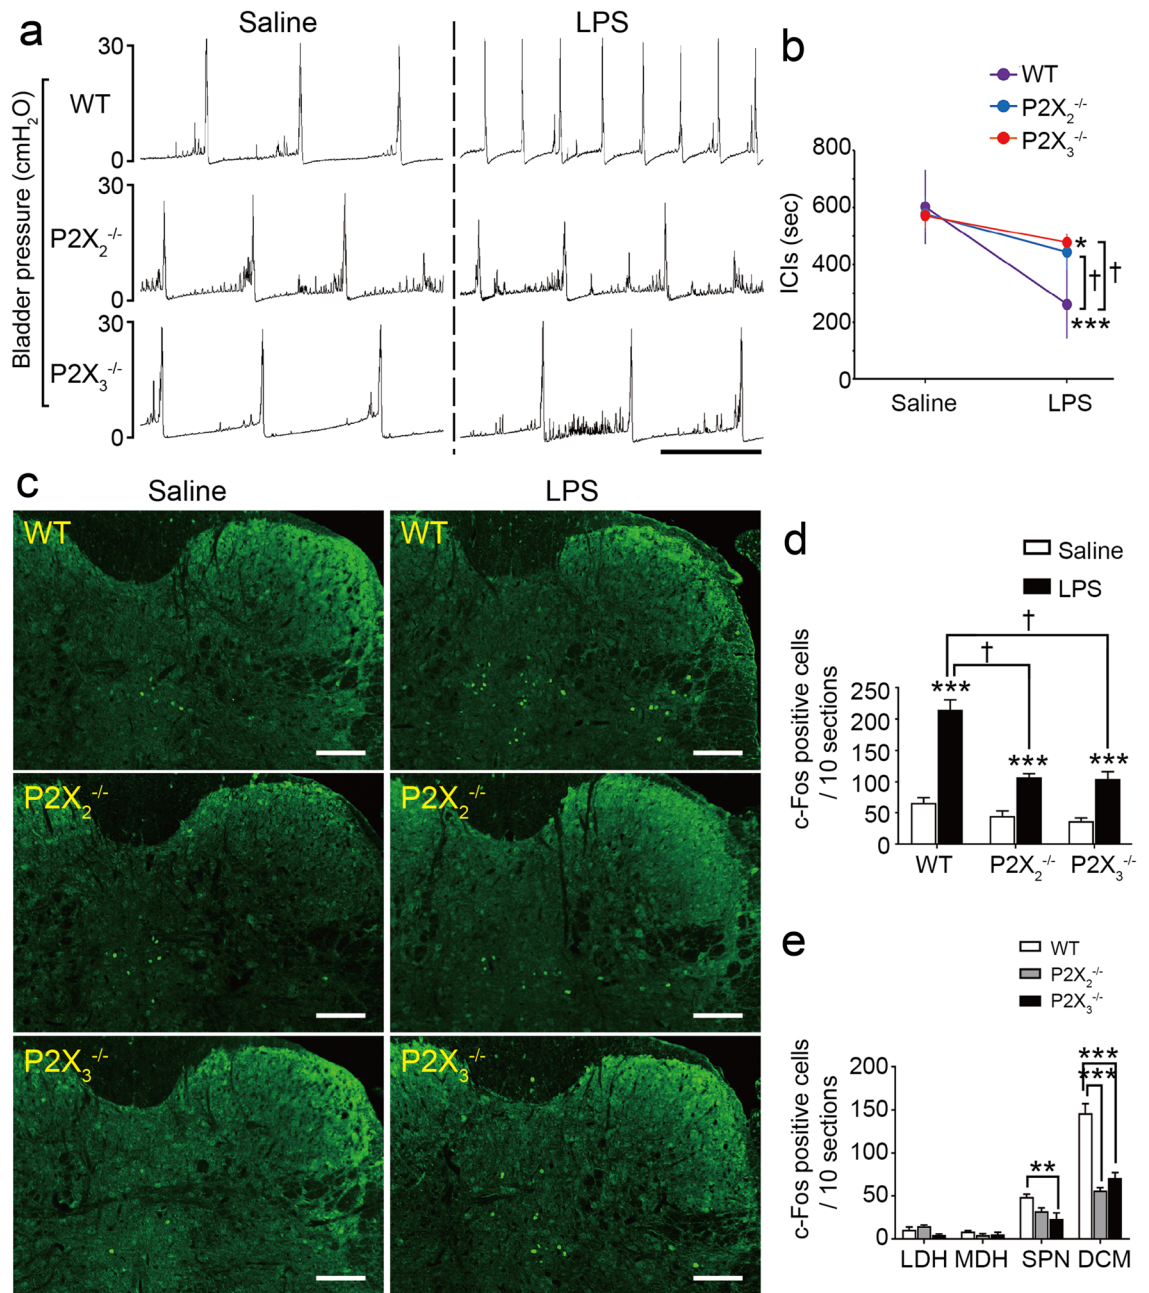 a
Saline
LPS
Bladder pressure (cmH2O)
WT
30
0
P2X2-/-
30
0
P2X3-/-
30
0
b
WT
P2X2-/-
P2X3-/-
ICIs (sec)
800
600
400
200
0
*
†
†
***
Saline
LPS
c
Saline
LPS
WT
WT
P2X2-/-
P2X2-/-
P2X3-/-
P2X3-/-
d
Saline
LPS
c-Fos positive cells
/ 10 sections
250
200
150
100
50
0
†
†
***
***
***
WT
P2X2-/-
P2X3-/-
e
WT
P2X2-/-
P2X3-/-
c-Fos positive cells
/ 10 sections
200
150
100
50
0
**
***
***
LDH MDH SPN DCM